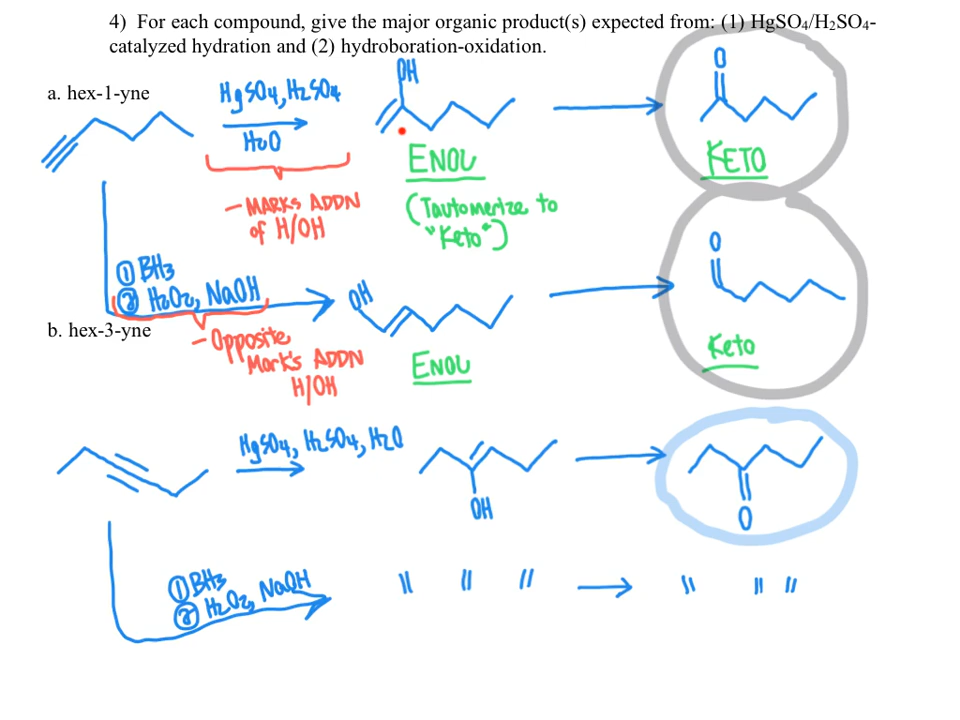 4) For each compound, give the major organic product(s) expected from: (1) HgSO4/H2SO4-
catalyzed hydration and (2) hydroboration-oxidation.
a. hex-1-yne
HgSO4, H2SO4
H2O
OH
O
ENOL
KETO
- MARKS ADDN
of H/OH
(Tautomerize to
"Keto")
① BH3
② H2O2, NaOH
OH
O
b. hex-3-yne
- Opposite
Mark's ADDN
H/OH
ENOL
Keto
HgSO4, H2SO4, H2O
OH
O
① BH3
② H2O2, NaOH
" " " → " " "